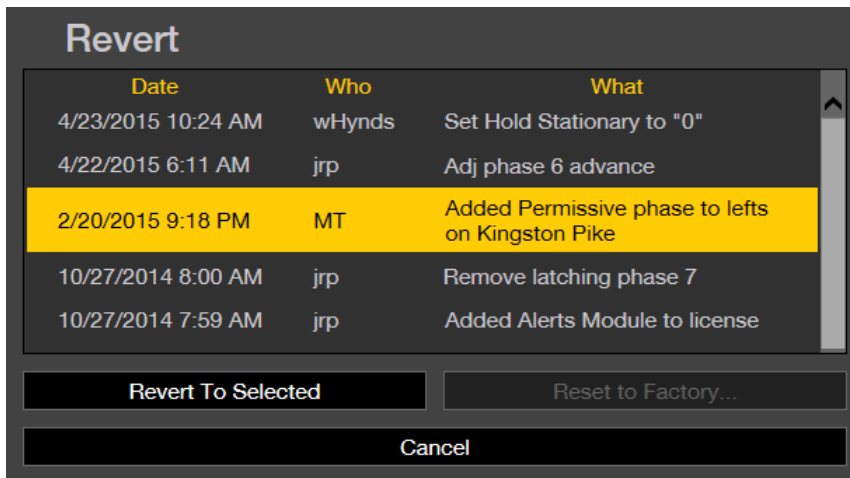 Revert
Date Who What
4/23/2015 10:24 AM wHynds Set Hold Stationary to "0"
4/22/2015 6:11 AM jrp Adj phase 6 advance
2/20/2015 9:18 PM MT Added Permissive phase to lefts
on Kingston Pike
10/27/2014 8:00 AM jrp Remove latching phase 7
10/27/2014 7:59 AM jrp Added Alerts Module to license
Revert To Selected Reset to Factory...
Cancel